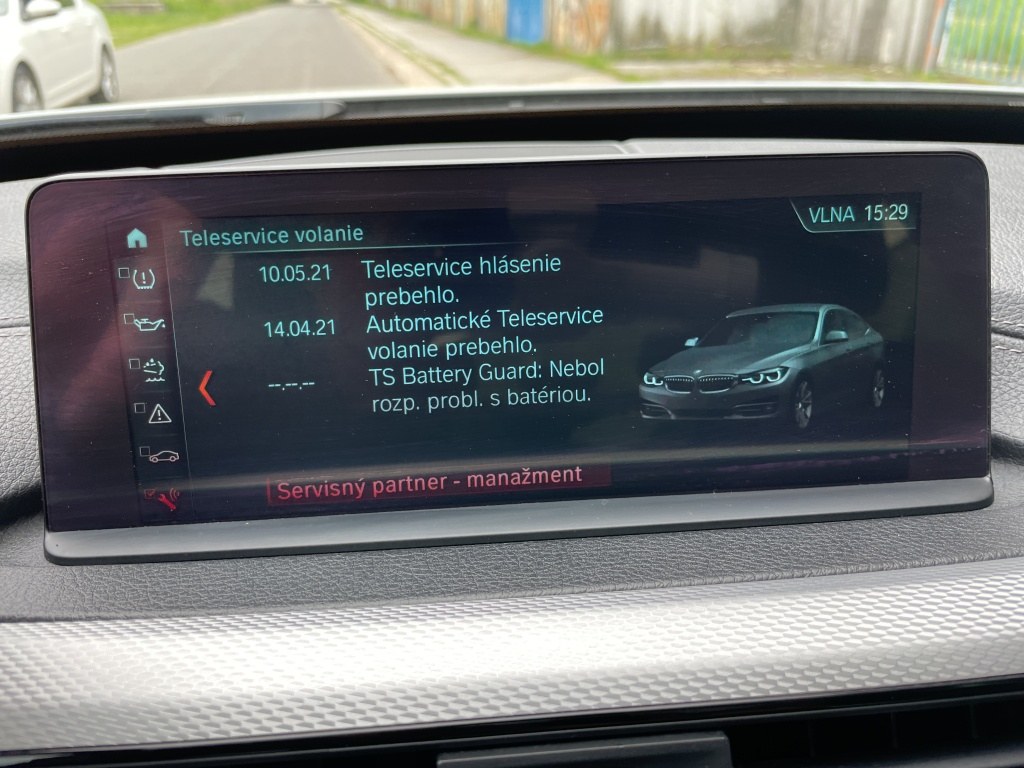 Teleservice volanie
VLNA 15:29
10.05.21 Teleservice hlásenie
prebehlo.
14.04.21 Automatické Teleservice
volanie prebehlo.
--.--.-- TS Battery Guard: Nebol
rozp. probl. s batériou.
Servisný partner - manažment